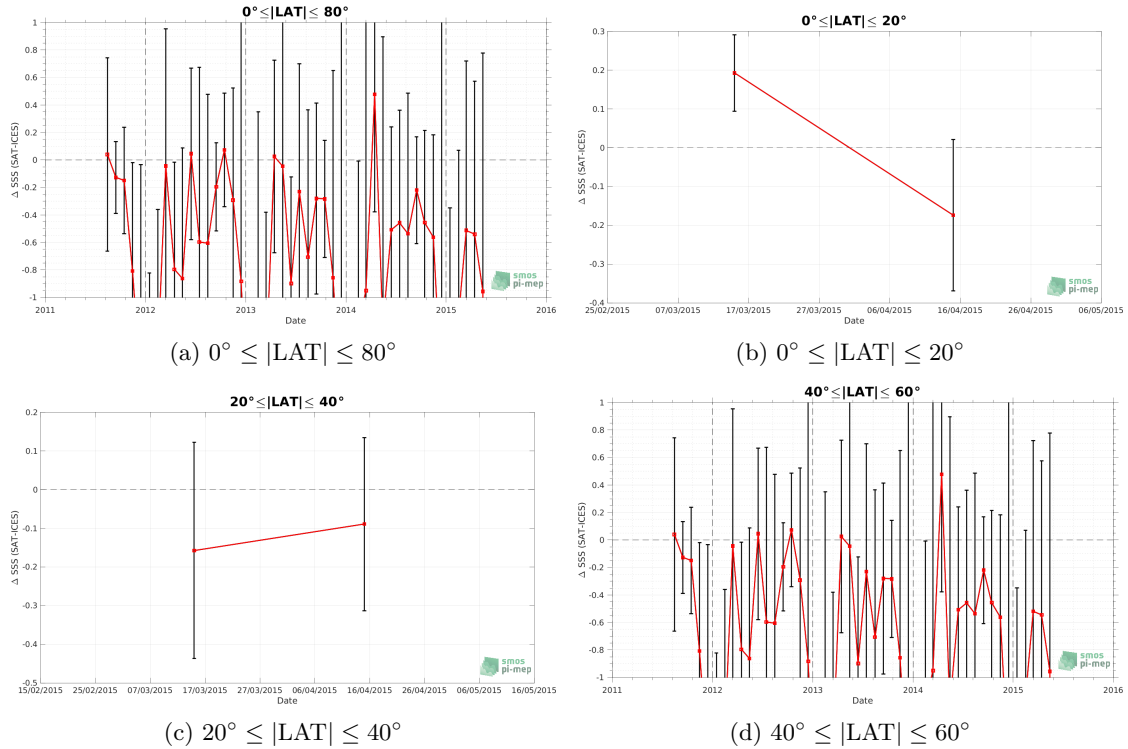 0°≤|LAT|≤ 80°
1
0.8
0.6
0.4
0.2
0
-0.2
-0.4
-0.6
-0.8
-1
Δ SSS (SAT-ICES)
2011
2012
2013
2014
2015
2016
Date
smos
pi-mep
(a) 0° ≤ |LAT| ≤ 80°
0°≤|LAT|≤ 20°
0.3
0.2
0.1
0
-0.1
-0.2
-0.3
-0.4
Δ SSS (SAT-ICES)
25/02/2015
07/03/2015
17/03/2015
27/03/2015
06/04/2015
16/04/2015
26/04/2015
06/05/2015
Date
smos
pi-mep
(b) 0° ≤ |LAT| ≤ 20°
20°≤|LAT|≤ 40°
0.2
0.1
0
-0.1
-0.2
-0.3
-0.4
-0.5
Δ SSS (SAT-ICES)
15/02/2015
25/02/2015
07/03/2015
17/03/2015
27/03/2015
06/04/2015
16/04/2015
26/04/2015
06/05/2015
16/05/2015
Date
smos
pi-mep
(c) 20° ≤ |LAT| ≤ 40°
40°≤|LAT|≤ 60°
1
0.8
0.6
0.4
0.2
0
-0.2
-0.4
-0.6
-0.8
-1
Δ SSS (SAT-ICES)
2011
2012
2013
2014
2015
2016
Date
smos
pi-mep
(d) 40° ≤ |LAT| ≤ 60°